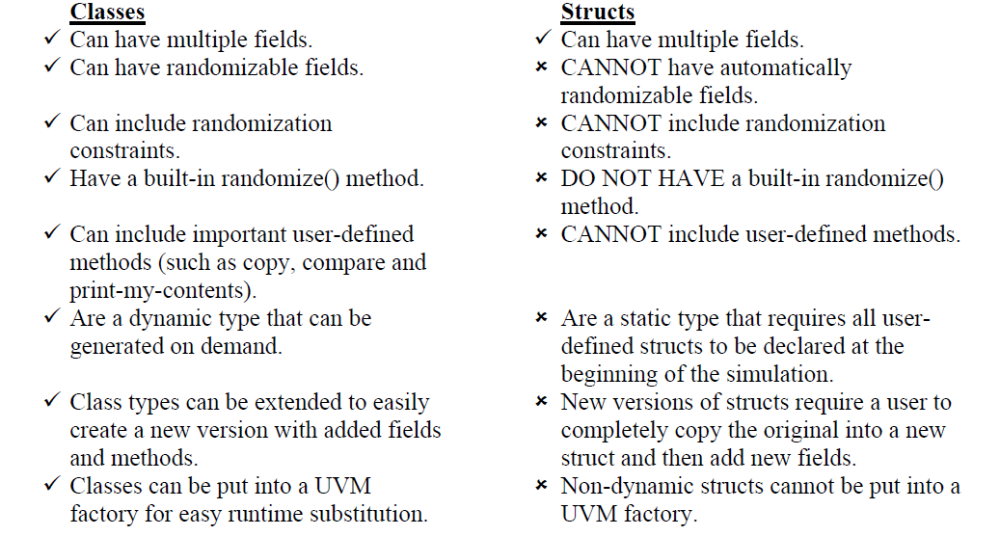 Classes
✓ Can have multiple fields.
✓ Can have randomizable fields.
✓ Can include randomization
constraints.
✓ Have a built-in randomize() method.
✓ Can include important user-defined
methods (such as copy, compare and
print-my-contents).
✓ Are a dynamic type that can be
generated on demand.
✓ Class types can be extended to easily
create a new version with added fields
and methods.
✓ Classes can be put into a UVM
factory for easy runtime substitution.
Structs
✓ Can have multiple fields.
× CANNOT have automatically
randomizable fields.
× CANNOT include randomization
constraints.
× DO NOT HAVE a built-in randomize()
method.
× CANNOT include user-defined methods.
× Are a static type that requires all user-
defined structs to be declared at the
beginning of the simulation.
× New versions of structs require a user to
completely copy the original into a new
struct and then add new fields.
× Non-dynamic structs cannot be put into a
UVM factory.